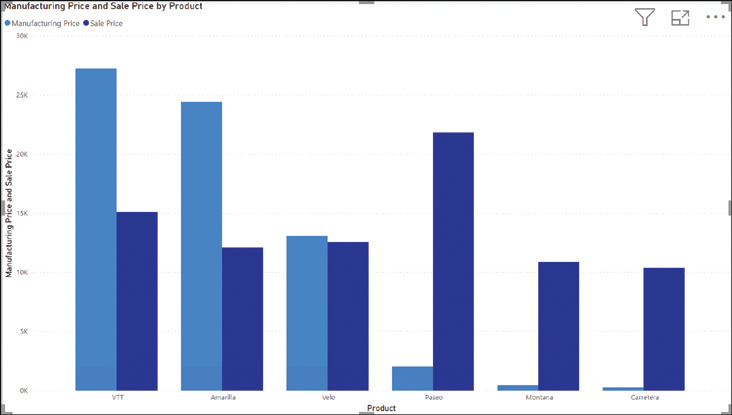 Manufacturing Price and Sale Price by Product
Manufacturing Price Sale Price
30K
25K
20K
15K
10K
5K
0K
Manufacturing Price and Sale Price
VTT Amarilla Velo Paseo Montana Carretera
Product